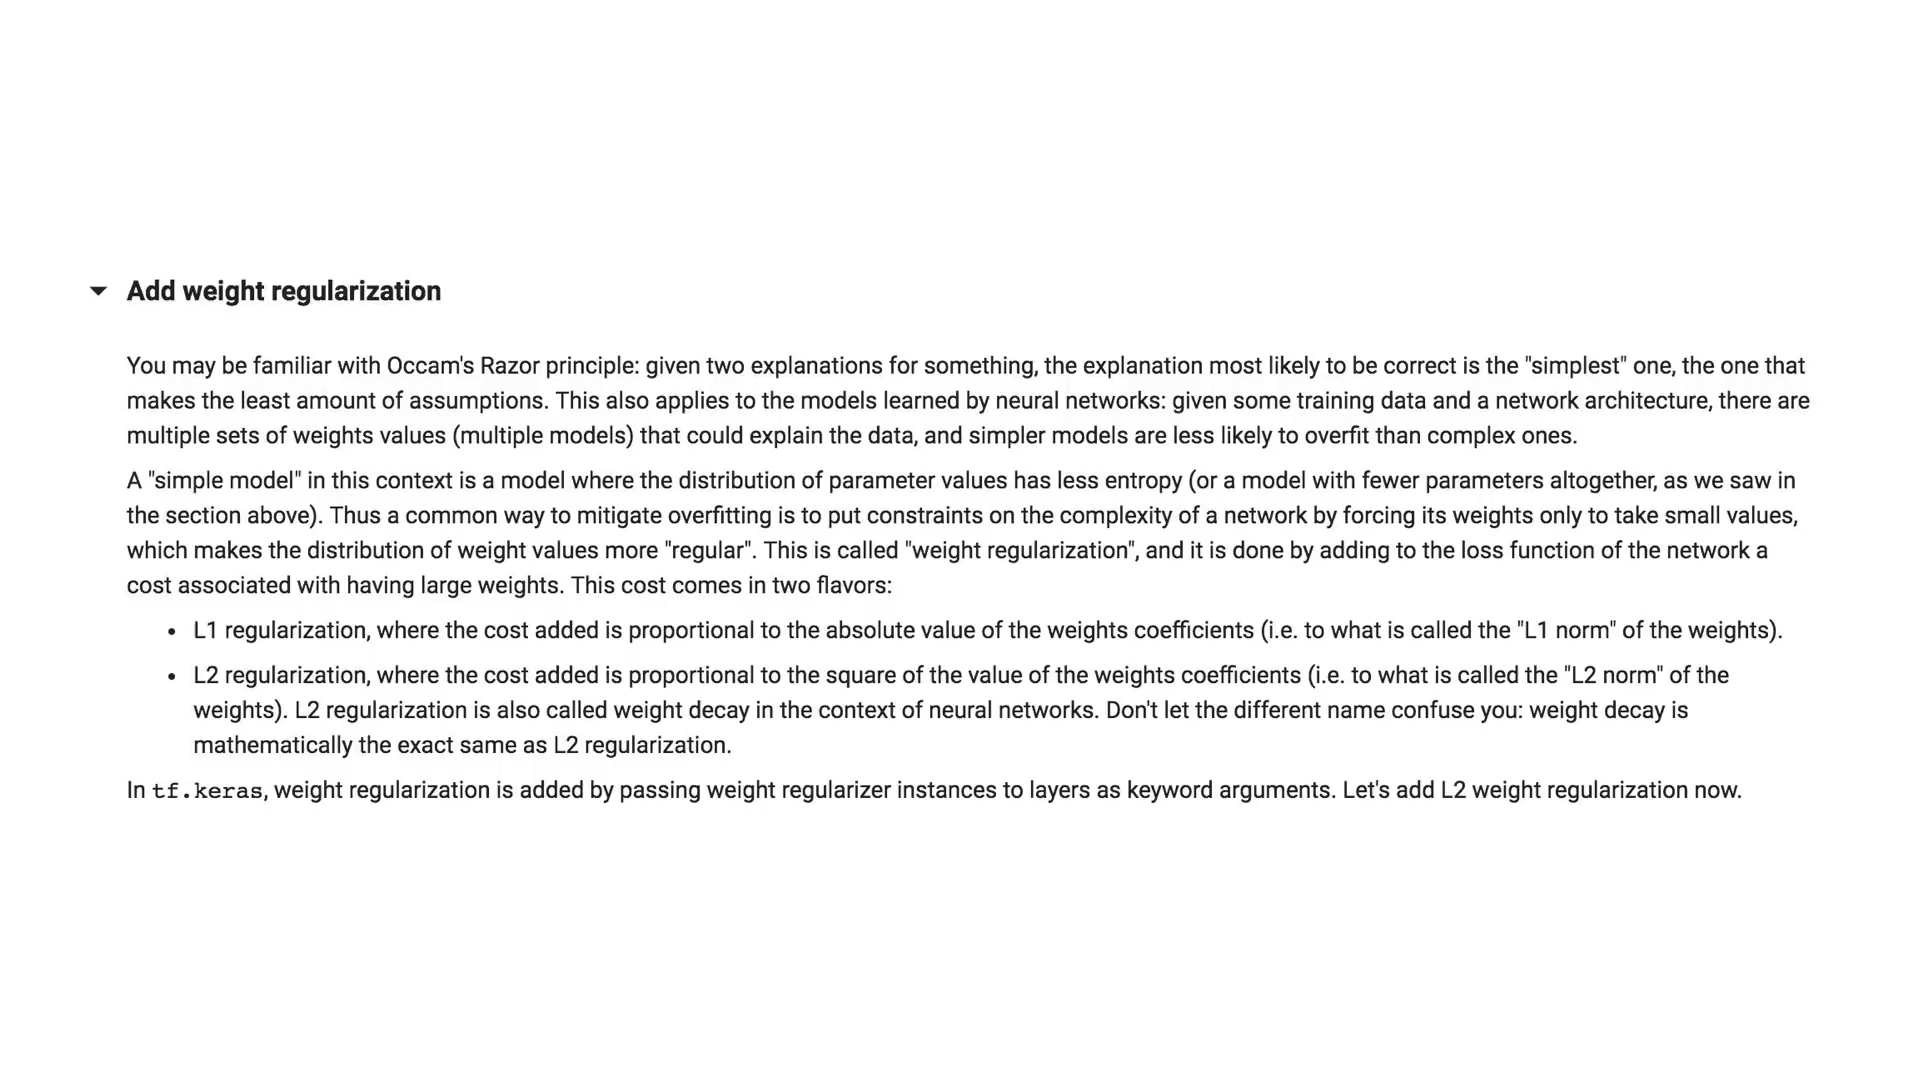 Add weight regularization
You may be familiar with Occam's Razor principle: given two explanations for something, the explanation most likely to be correct is the "simplest" one, the one that
makes the least amount of assumptions. This also applies to the models learned by neural networks: given some training data and a network architecture, there are
multiple sets of weights values (multiple models) that could explain the data, and simpler models are less likely to overfit than complex ones.
A "simple model" in this context is a model where the distribution of parameter values has less entropy (or a model with fewer parameters altogether, as we saw in
the section above). Thus a common way to mitigate overfitting is to put constraints on the complexity of a network by forcing its weights only to take small values,
which makes the distribution of weight values more "regular". This is called "weight regularization", and it is done by adding to the loss function of the network a
cost associated with having large weights. This cost comes in two flavors:
• L1 regularization, where the cost added is proportional to the absolute value of the weights coefficients (i.e. to what is called the "L1 norm" of the weights).
• L2 regularization, where the cost added is proportional to the square of the value of the weights coefficients (i.e. to what is called the "L2 norm" of the
weights). L2 regularization is also called weight decay in the context of neural networks. Don't let the different name confuse you: weight decay is
mathematically the exact same as L2 regularization.
In tf.keras, weight regularization is added by passing weight regularizer instances to layers as keyword arguments. Let's add L2 weight regularization now.